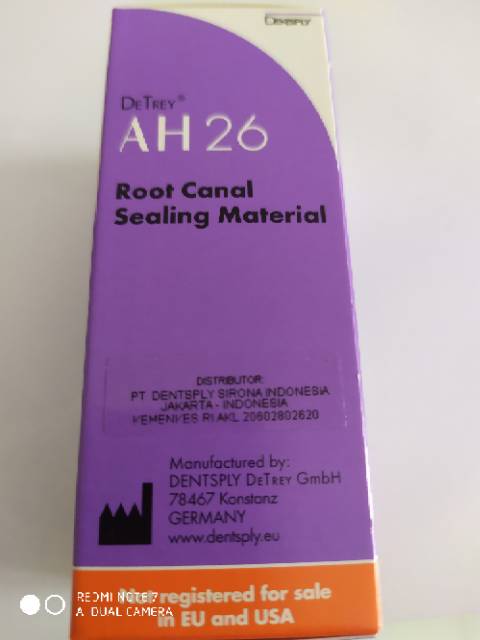 DENTSPLY
DeTrey®
AH 26
Root Canal
Sealing Material
DISTRIBUTOR:
PT. DENTSPLY SIRONA INDONESIA
JAKARTA - INDONESIA
KEMENKES RI AKL 20602802620
Manufactured by:
DENTSPLY DeTrey GmbH
78467 Konstanz
GERMANY
www.dentsply.eu
Not registered for sale
in EU and USA
REDMI NOTE 7
AI DUAL CAMERA